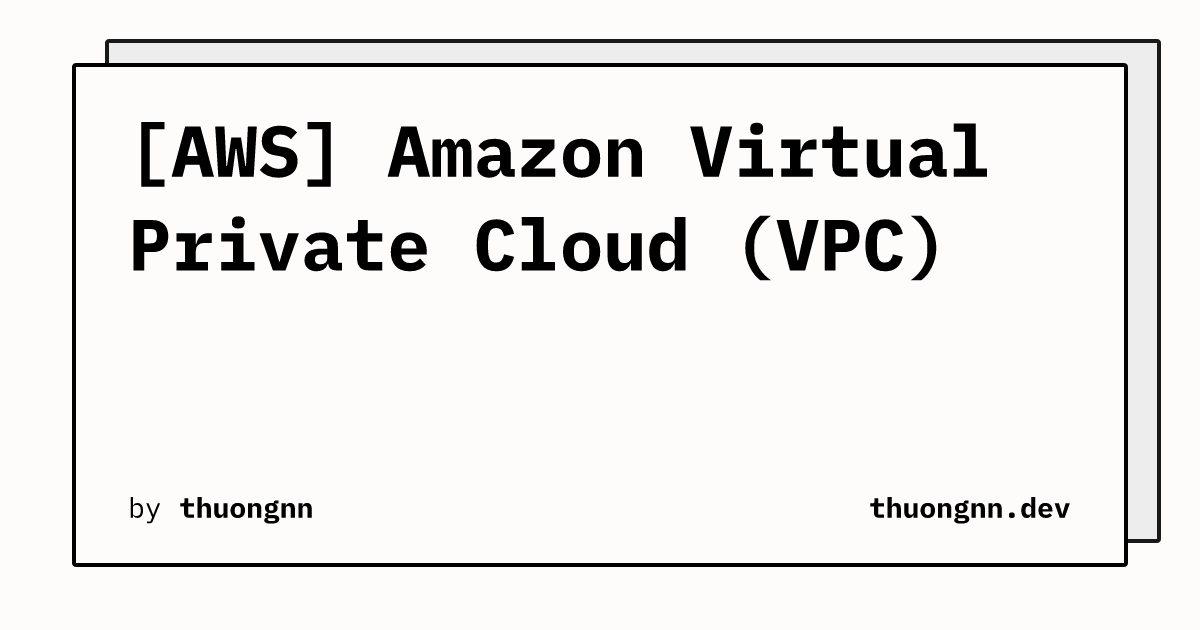 [AWS] Amazon Virtual
Private Cloud (VPC)
by thuongnn
thuongnn.dev